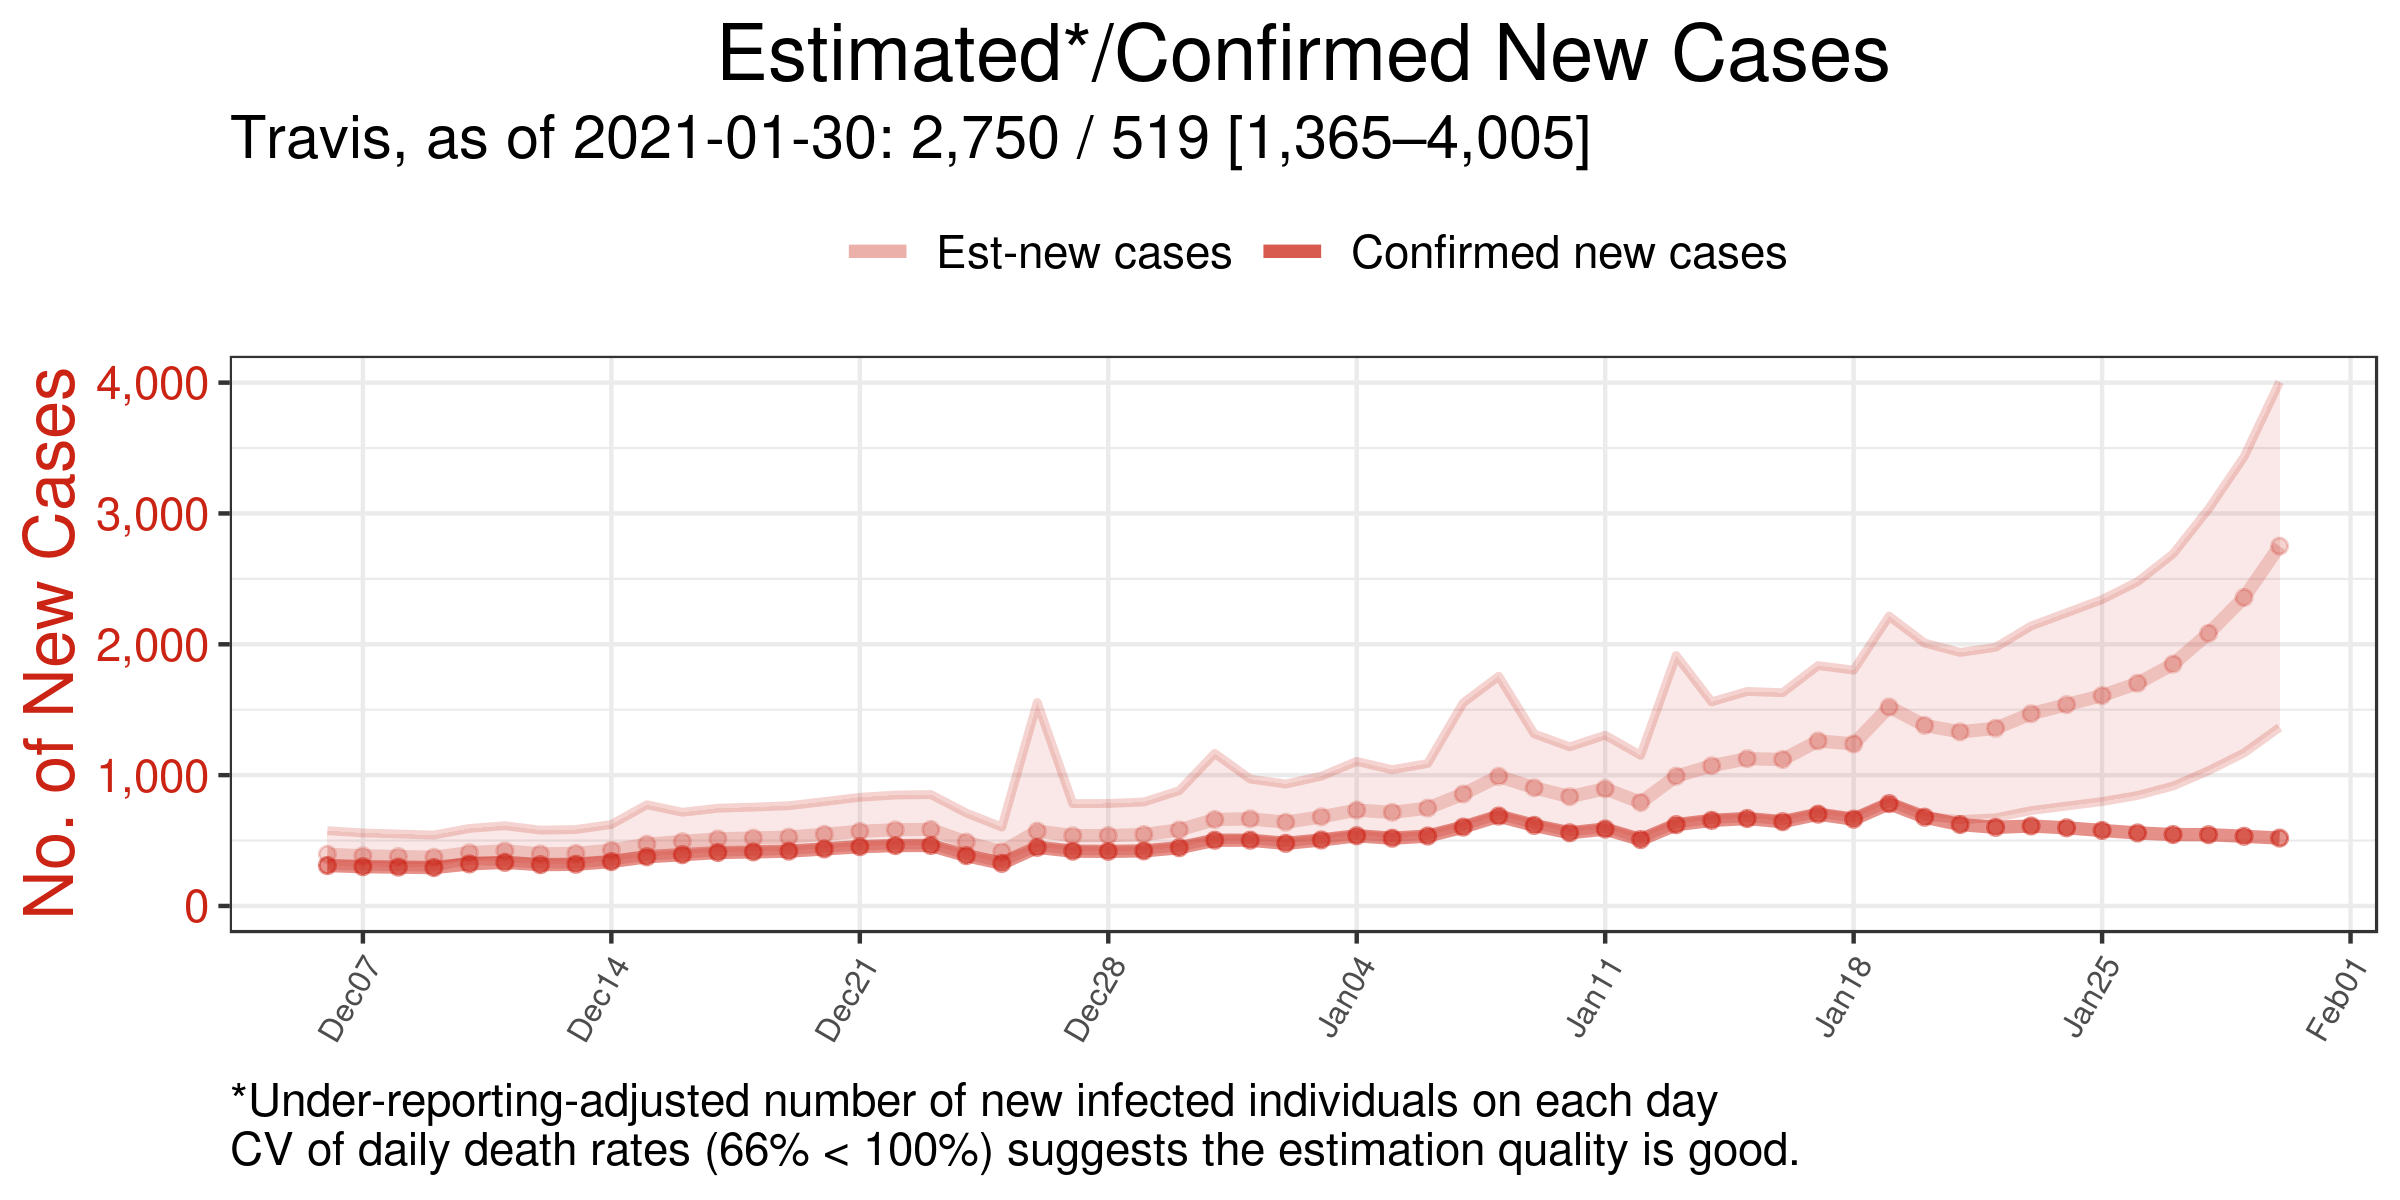 Estimated*/Confirmed New Cases
Travis, as of 2021-01-30: 2,750 / 519 [1,365–4,005]
Est-new cases
Confirmed new cases
No. of New Cases
4,000
3,000
2,000
1,000
0
Dec07
Dec14
Dec21
Dec28
Jan04
Jan11
Jan18
Jan25
Feb01
*Under-reporting-adjusted number of new infected individuals on each day
CV of daily death rates (66% < 100%) suggests the estimation quality is good.